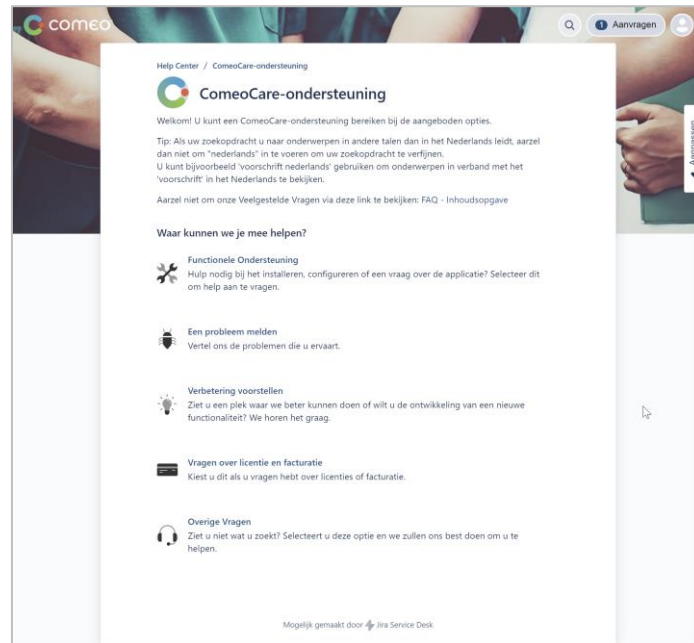 comeo
1 Aanvragen
Aanpassen
Help Center / ComeoCare-ondersteuning
ComeoCare-ondersteuning
Welkom! U kunt een ComeoCare-ondersteuning bereiken bij de aangeboden opties.
Tip: Als uw zoekopdracht u naar onderwerpen in andere talen dan in het Nederlands leidt, aarzel
dan niet om "nederlands" in te voeren om uw zoekopdracht te verfijnen.
U kunt bijvoorbeeld 'voorschrift nederlands' gebruiken om onderwerpen in verband met het
'voorschrift' in het Nederlands te bekijken.
Aarzel niet om onze Veelgestelde Vragen via deze link te bekijken: FAQ - Inhoudsopgave
Waar kunnen we je mee helpen?
Functionele Ondersteuning
Hulp nodig bij het installeren, configureren of een vraag over de applicatie? Selecteer dit
om help aan te vragen.
Een probleem melden
Vertel ons de problemen die u ervaart.
Verbetering voorstellen
Ziet u een plek waar we beter kunnen doen of wilt u de ontwikkeling van een nieuwe
functionaliteit? We horen het graag.
Vragen over licentie en facturatie
Kiest u dit als u vragen hebt over licenties of facturatie.
Overige Vragen
Ziet u niet wat u zoekt? Selecteert u deze optie en we zullen ons best doen om u te
helpen.
Mogelijk gemaakt door Jira Service Desk